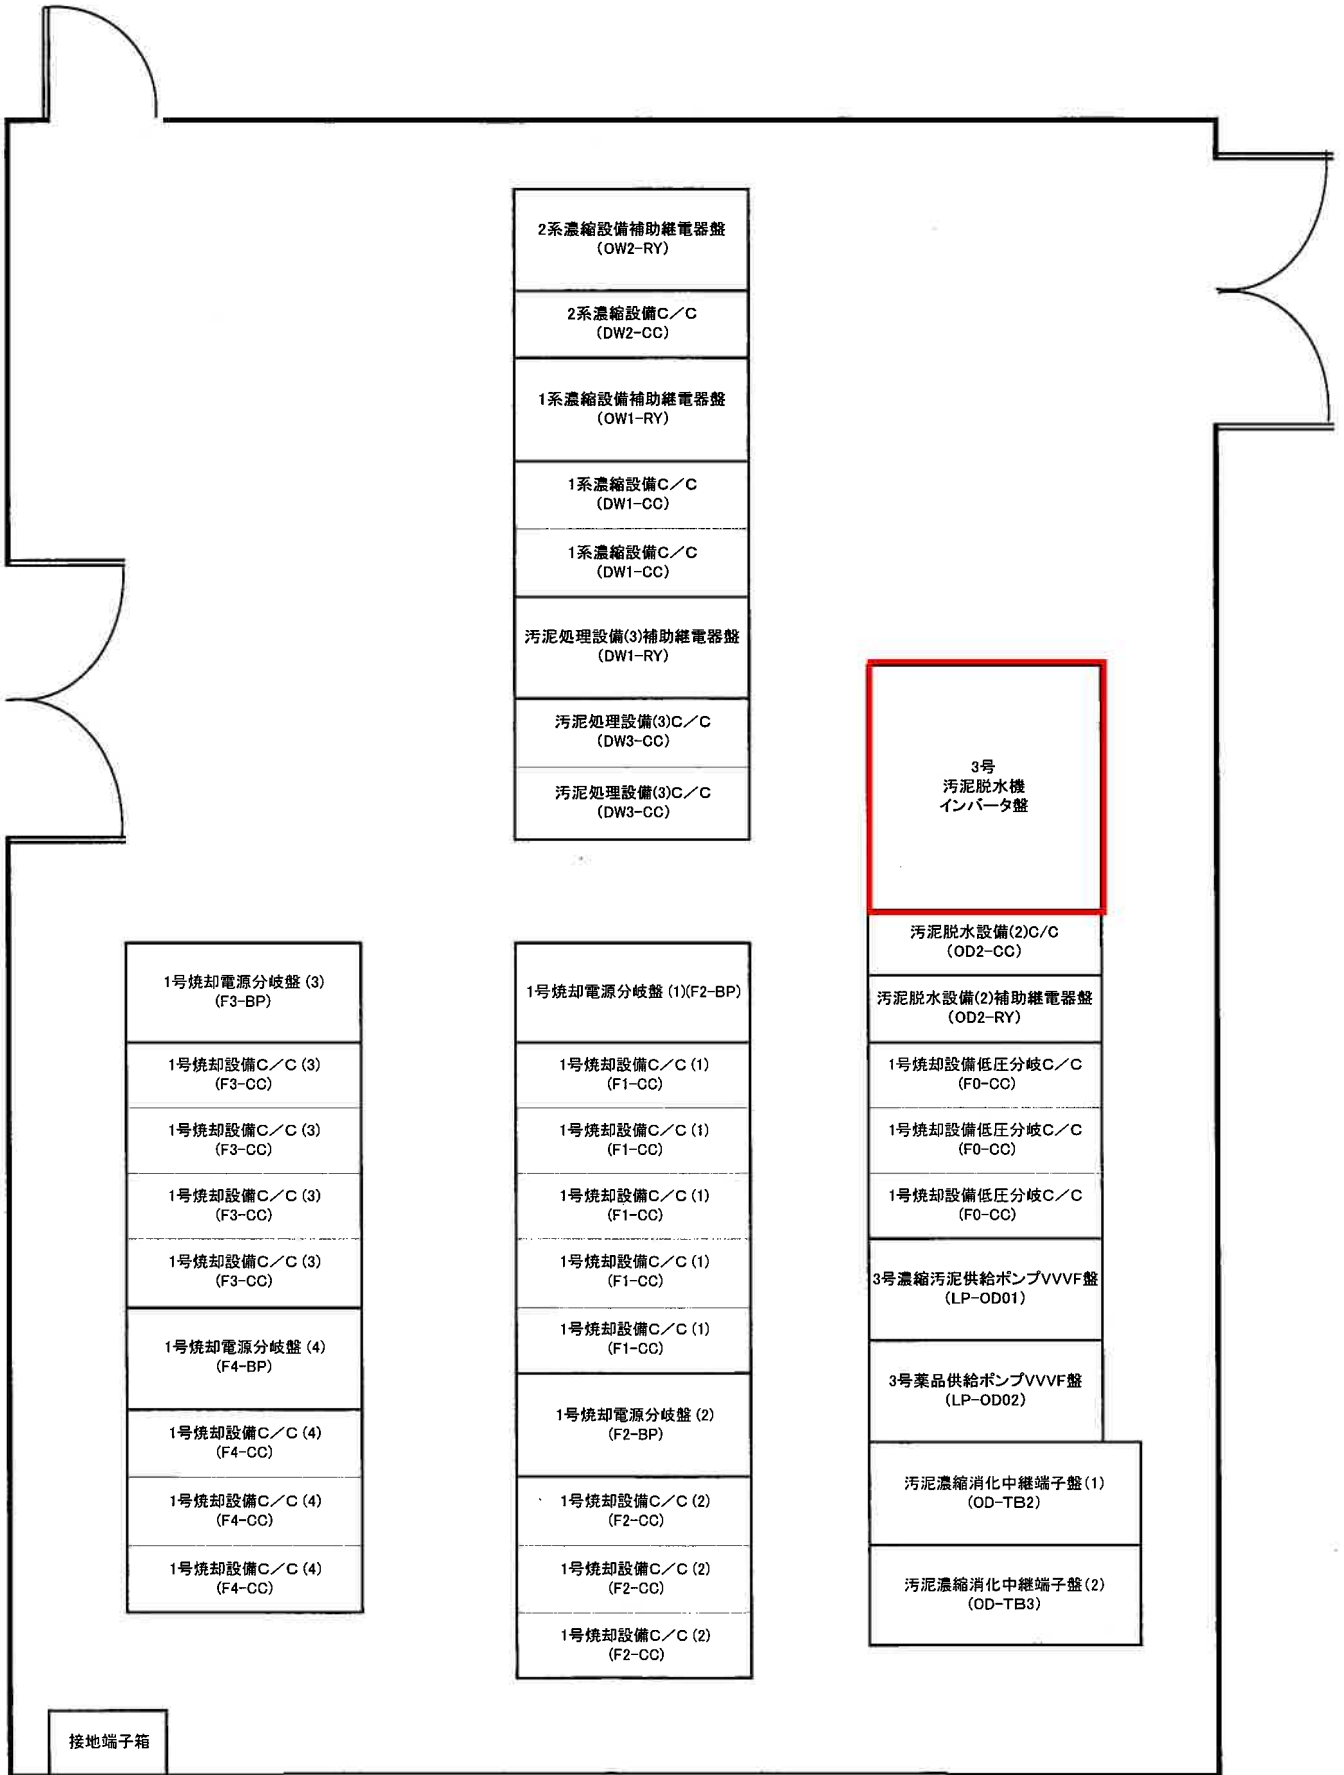 2系濃縮設備補助継電器盤
(OW2-RY)
2系濃縮設備C／C
(DW2-CC)
1系濃縮設備補助継電器盤
(OW1-RY)
1系濃縮設備C／C
(DW1-CC)
1系濃縮設備C／C
(DW1-CC)
汚泥処理設備(3)補助継電器盤
(DW1-RY)
汚泥処理設備(3)C／C
(DW3-CC)
汚泥処理設備(3)C／C
(DW3-CC)
3号
汚泥脱水機
インバータ盤
汚泥脱水設備(2)C/C
(OD2-CC)
汚泥脱水設備(2)補助継電器盤
(OD2-RY)
1号焼却設備低圧分岐C／C
(F0-CC)
1号焼却設備低圧分岐C／C
(F0-CC)
1号焼却設備低圧分岐C／C
(F0-CC)
3号濃縮汚泥供給ポンプVVVF盤
(LP-OD01)
3号薬品供給ポンプVVVF盤
(LP-OD02)
汚泥濃縮消化中継端子盤(1)
(OD-TB2)
汚泥濃縮消化中継端子盤(2)
(OD-TB3)
1号焼却電源分岐盤(1)(F2-BP)
1号焼却設備C／C(1)
(F1-CC)
1号焼却設備C／C(1)
(F1-CC)
1号焼却設備C／C(1)
(F1-CC)
1号焼却設備C／C(1)
(F1-CC)
1号焼却設備C／C(1)
(F1-CC)
1号焼却電源分岐盤(2)
(F2-BP)
1号焼却設備C／C(2)
(F2-CC)
1号焼却設備C／C(2)
(F2-CC)
1号焼却設備C／C(2)
(F2-CC)
1号焼却電源分岐盤(3)
(F3-BP)
1号焼却設備C／C(3)
(F3-CC)
1号焼却設備C／C(3)
(F3-CC)
1号焼却設備C／C(3)
(F3-CC)
1号焼却設備C／C(3)
(F3-CC)
1号焼却電源分岐盤(4)
(F4-BP)
1号焼却設備C／C(4)
(F4-CC)
1号焼却設備C／C(4)
(F4-CC)
1号焼却設備C／C(4)
(F4-CC)
接地端子箱